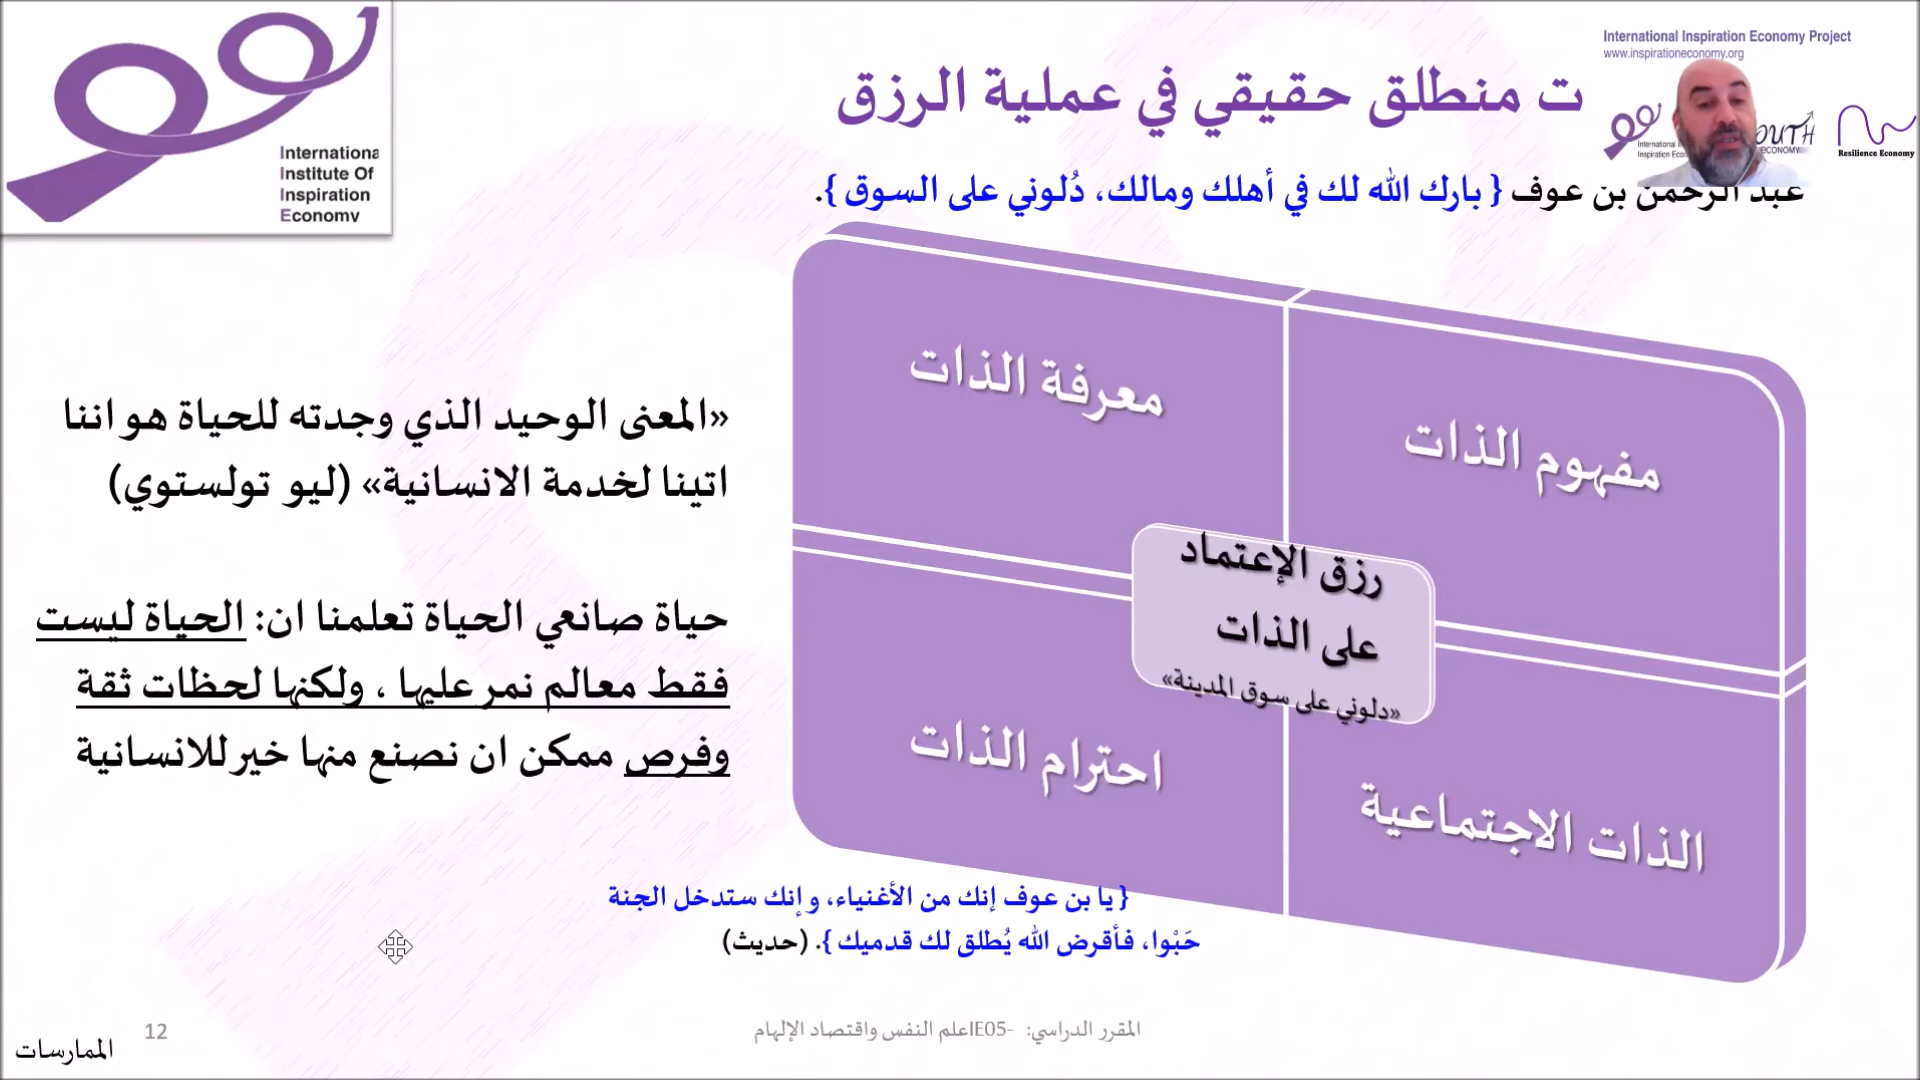 Internationa
Institute Of
Inspiration
Economy
International Inspiration Economy Project
www.inspirationeconomy.org
ت منطلق حقيقي في عملية الرزق
Resilience Economy
عبد الرحمن بن عوف { بارك الله لك في أهلك ومالك، دُلوني على السوق }.
معرفة الذات
مفهوم الذات
رزق الإعتماد
على الذات
«دلوني على سوق المدينة»
احترام الذات
الذات الاجتماعية
«المعنى الوحيد الذي وجدته للحياة هو اننا
اتينا لخدمة الانسانية» (ليو تولستوي)
حياة صانعي الحياة تعلمنا ان: الحياة ليست
فقط معالم نمر عليها ، ولكنها لحظات ثقة
وفرص ممكن ان نصنع منها خير للانسانية
{ يا بن عوف إنك من الأغنياء، وإنك ستدخل الجنة
حَبْوا، فأقرض الله يُطلق لك قدميك }. (حديث)
المقرر الدراسي: -IE05علم النفس واقتصاد الإلهام
12
الممارسات